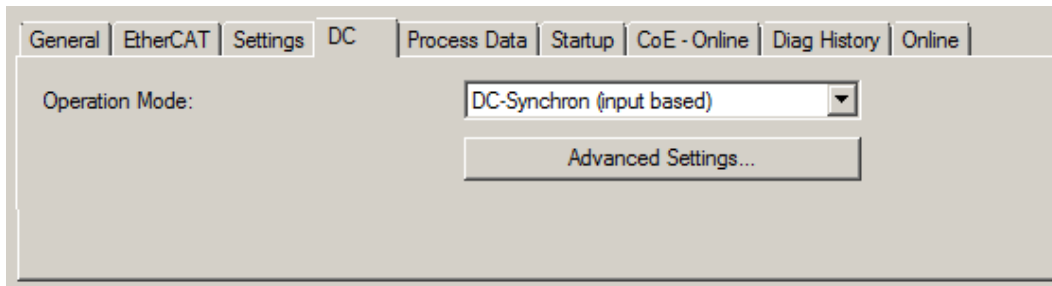 General EtherCAT Settings DC Process Data Startup CoE - Online Diag History Online
Operation Mode: DC-Synchron (input based)
Advanced Settings...